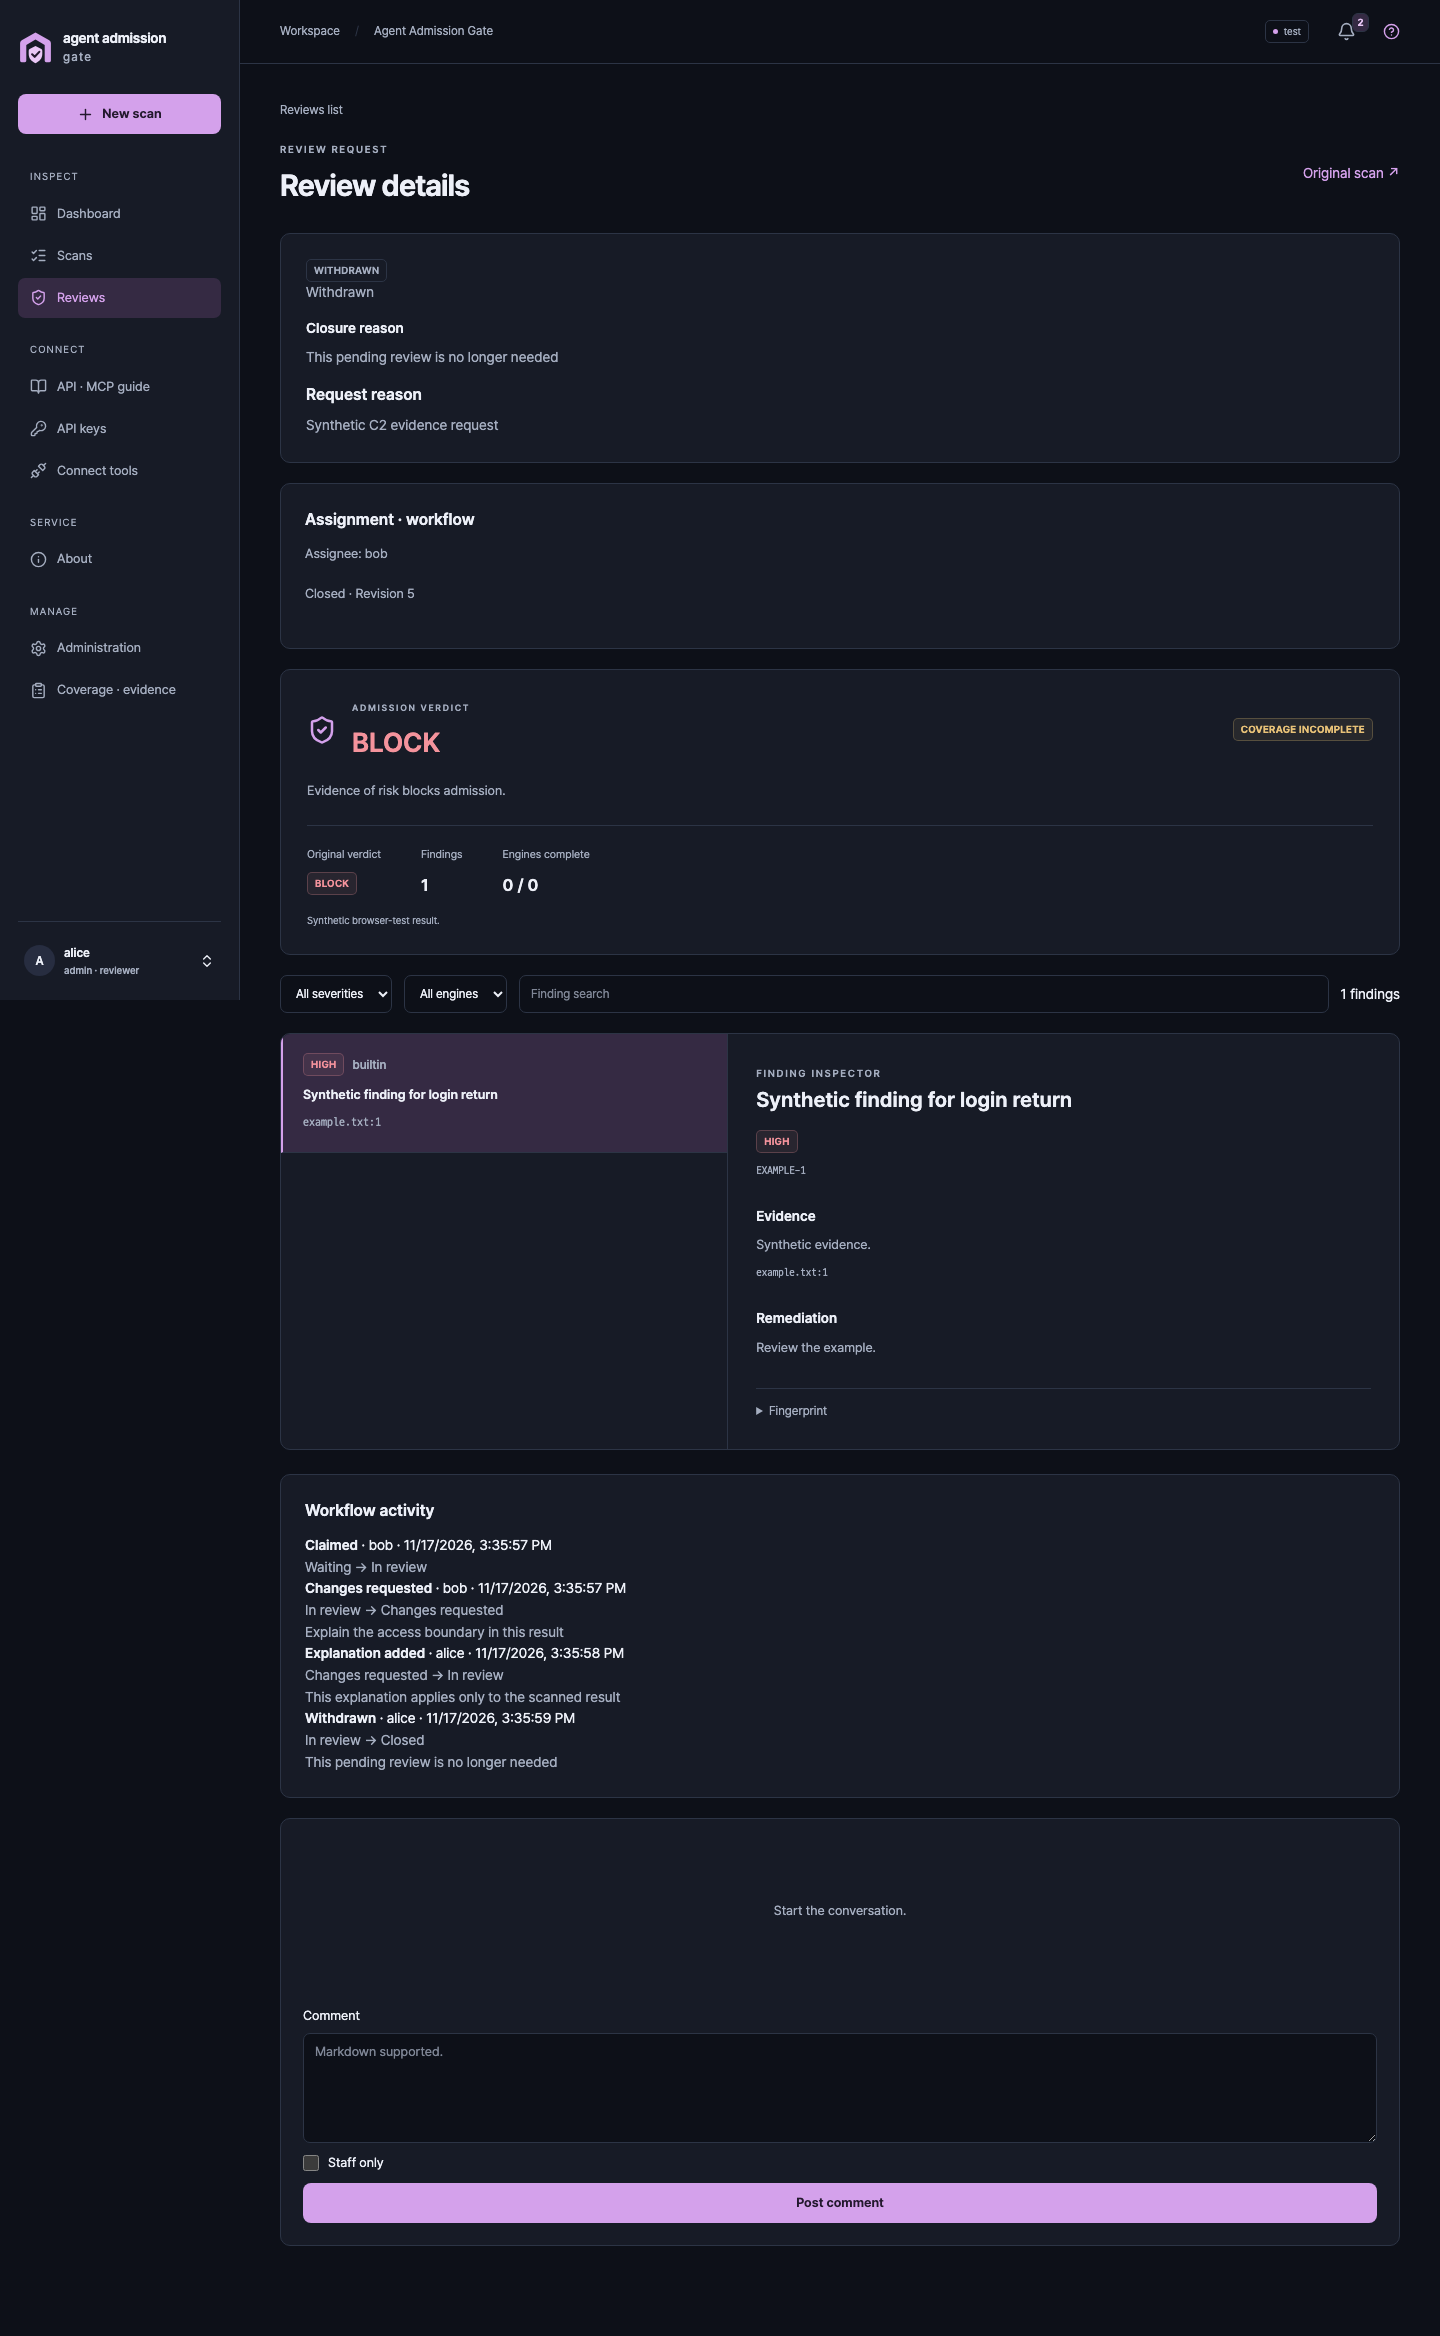 agent admission
gate
New scan
INSPECT
Dashboard
Scans
Reviews
CONNECT
API · MCP guide
API keys
Connect tools
SERVICE
About
MANAGE
Administration
Coverage · evidence
A
alice
admin · reviewer
Workspace / Agent Admission Gate
test
2
Reviews list
REVIEW REQUEST
Review details
Original scan ↗
WITHDRAWN
Withdrawn
Closure reason
This pending review is no longer needed
Request reason
Synthetic C2 evidence request
Assignment · workflow
Assignee: bob
Closed · Revision 5
ADMISSION VERDICT
BLOCK
COVERAGE INCOMPLETE
Evidence of risk blocks admission.
Original verdict Findings Engines complete
BLOCK 1 0 / 0
Synthetic browser-test result.
All severities All engines Finding search 1 findings
HIGH builtin
Synthetic finding for login return
example.txt:1
FINDING INSPECTOR
Synthetic finding for login return
HIGH
EXAMPLE-1
Evidence
Synthetic evidence.
example.txt:1
Remediation
Review the example.
Fingerprint
Workflow activity
Claimed · bob · 11/17/2026, 3:35:57 PM
Waiting → In review
Changes requested · bob · 11/17/2026, 3:35:57 PM
In review → Changes requested
Explain the access boundary in this result
Explanation added · alice · 11/17/2026, 3:35:58 PM
Changes requested → In review
This explanation applies only to the scanned result
Withdrawn · alice · 11/17/2026, 3:35:59 PM
In review → Closed
This pending review is no longer needed
Start the conversation.
Comment
Markdown supported.
Staff only
Post comment